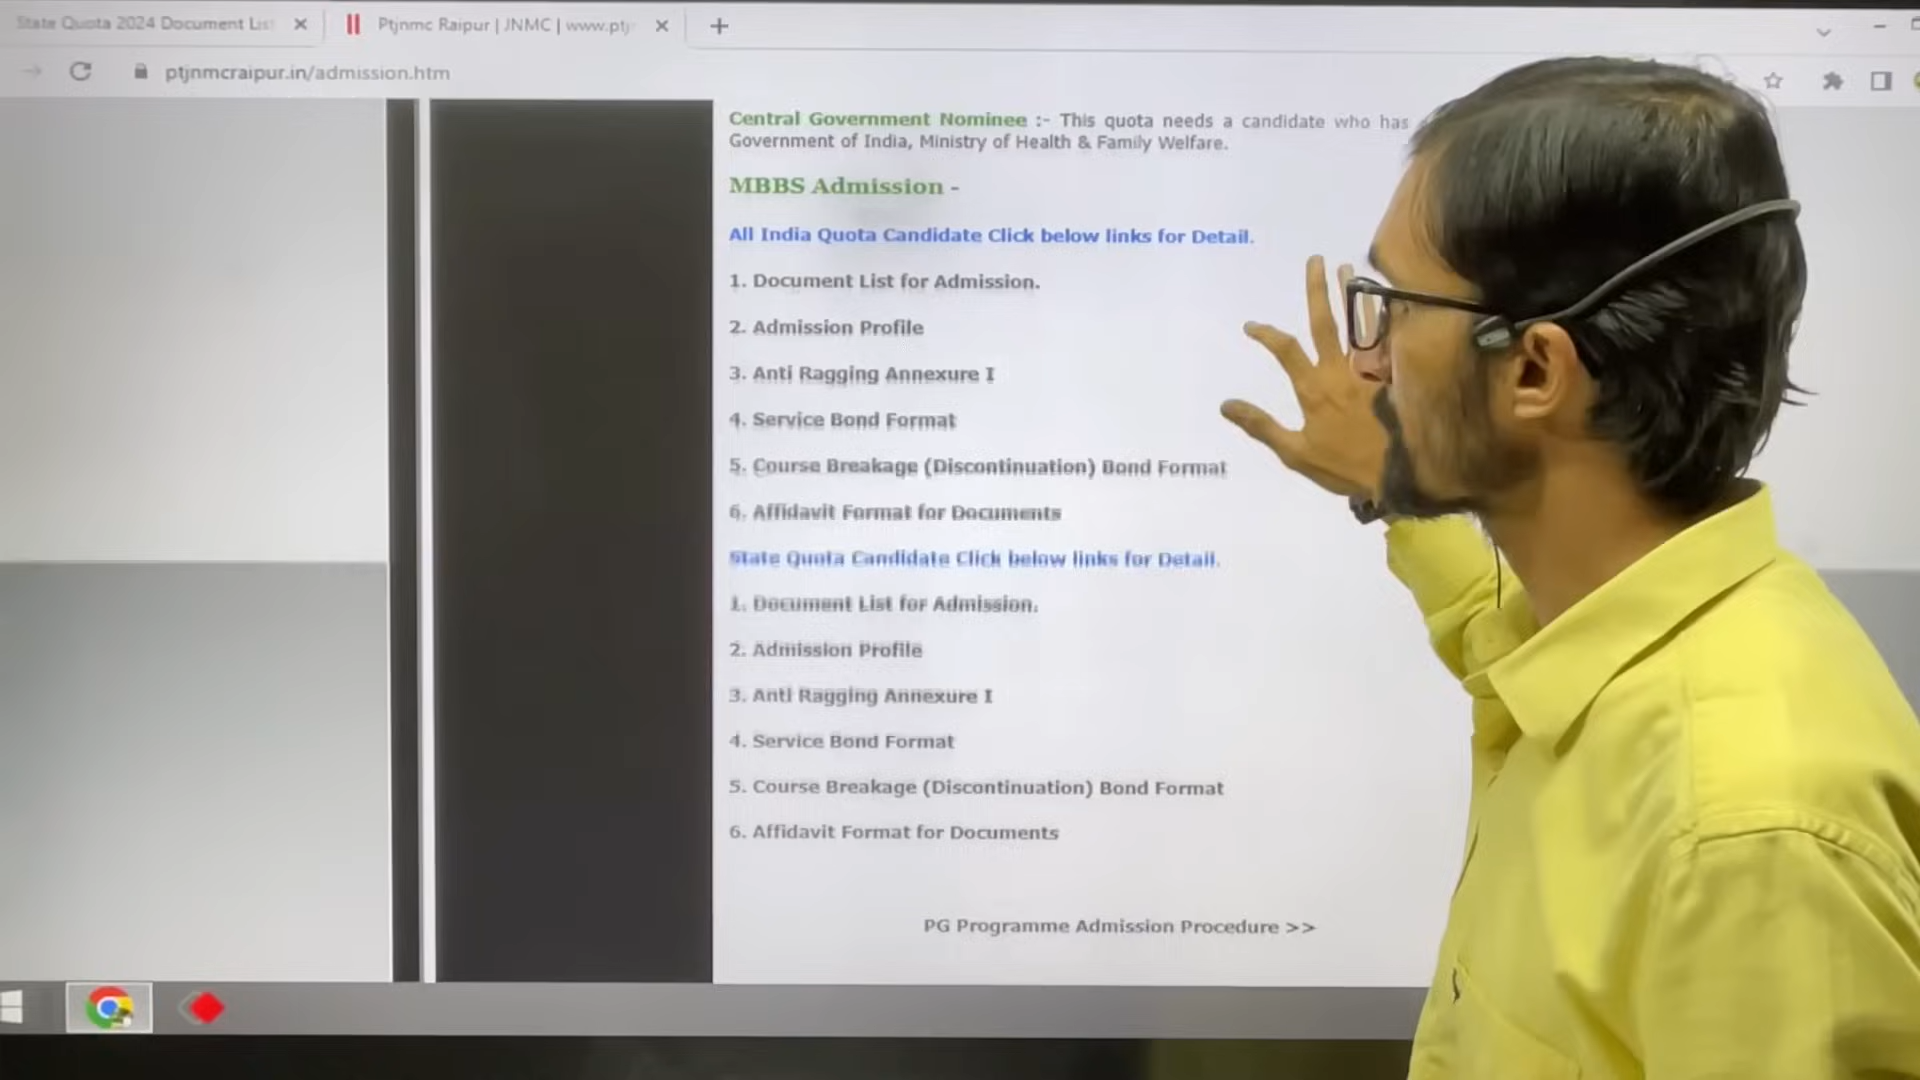 State Quota 2024 Document List
Ptjnmc Raipur | JNMC | www.ptj
ptjnmcraipur.in/admission.htm
Central Government Nominee :- This quota needs a candidate who has
Government of India, Ministry of Health & Family Welfare.
MBBS Admission -
All India Quota Candidate Click below links for Detail.
1. Document List for Admission.
2. Admission Profile
3. Anti Ragging Annexure I
4. Service Bond Format
5. Course Breakage (Discontinuation) Bond Format
6. Affidavit Format for Documents
State Quota Candidate Click below links for Detail.
1. Document List for Admission.
2. Admission Profile
3. Anti Ragging Annexure I
4. Service Bond Format
5. Course Breakage (Discontinuation) Bond Format
6. Affidavit Format for Documents
PG Programme Admission Procedure >>